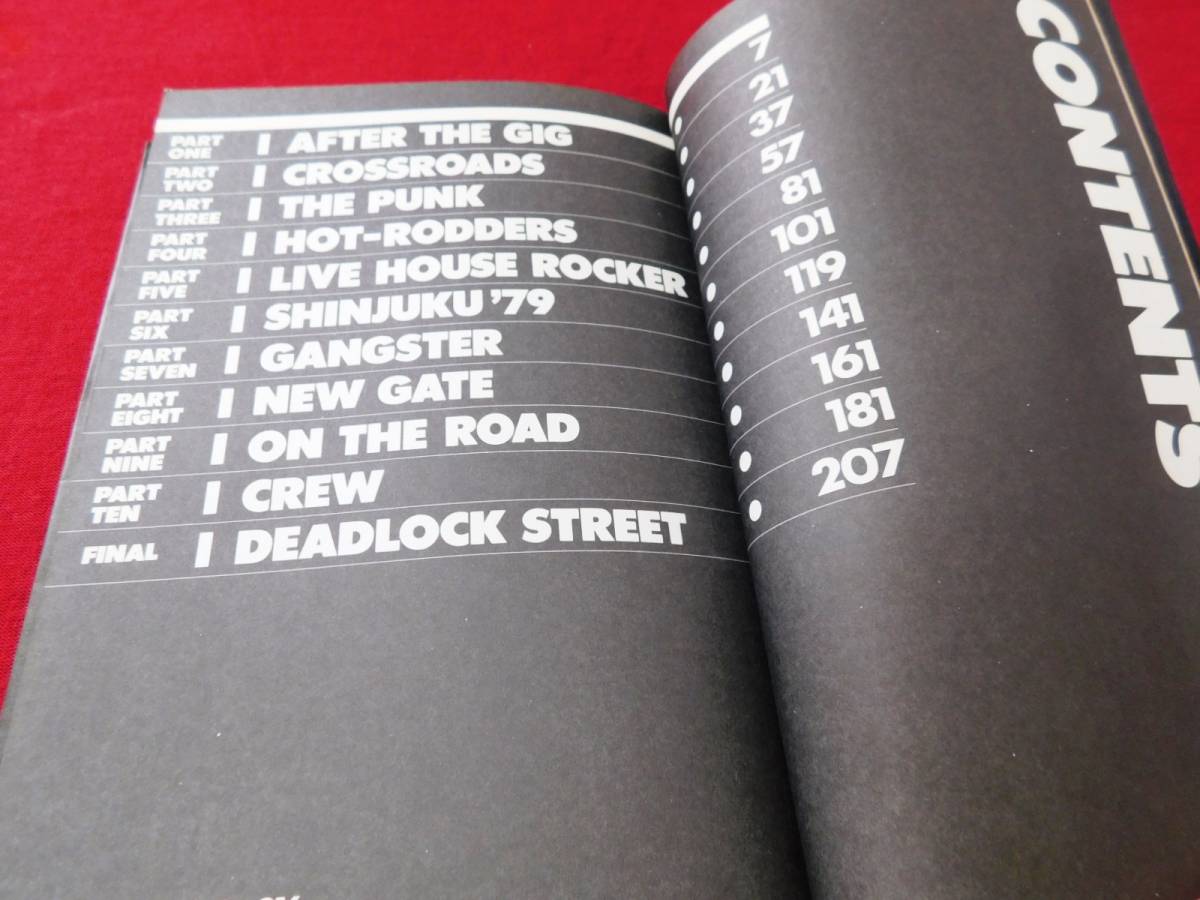 CONTENTS
PART ONE | AFTER THE GIG 7
PART TWO | CROSSROADS 21
PART THREE | THE PUNK 37
PART FOUR | HOT-RODDERS 57
PART FIVE | LIVE HOUSE ROCKER 81
PART SIX | SHINJUKU '79 101
PART SEVEN | GANGSTER 119
PART EIGHT | NEW GATE 141
PART NINE | ON THE ROAD 161
PART TEN | CREW 181
FINAL | DEADLOCK STREET 207